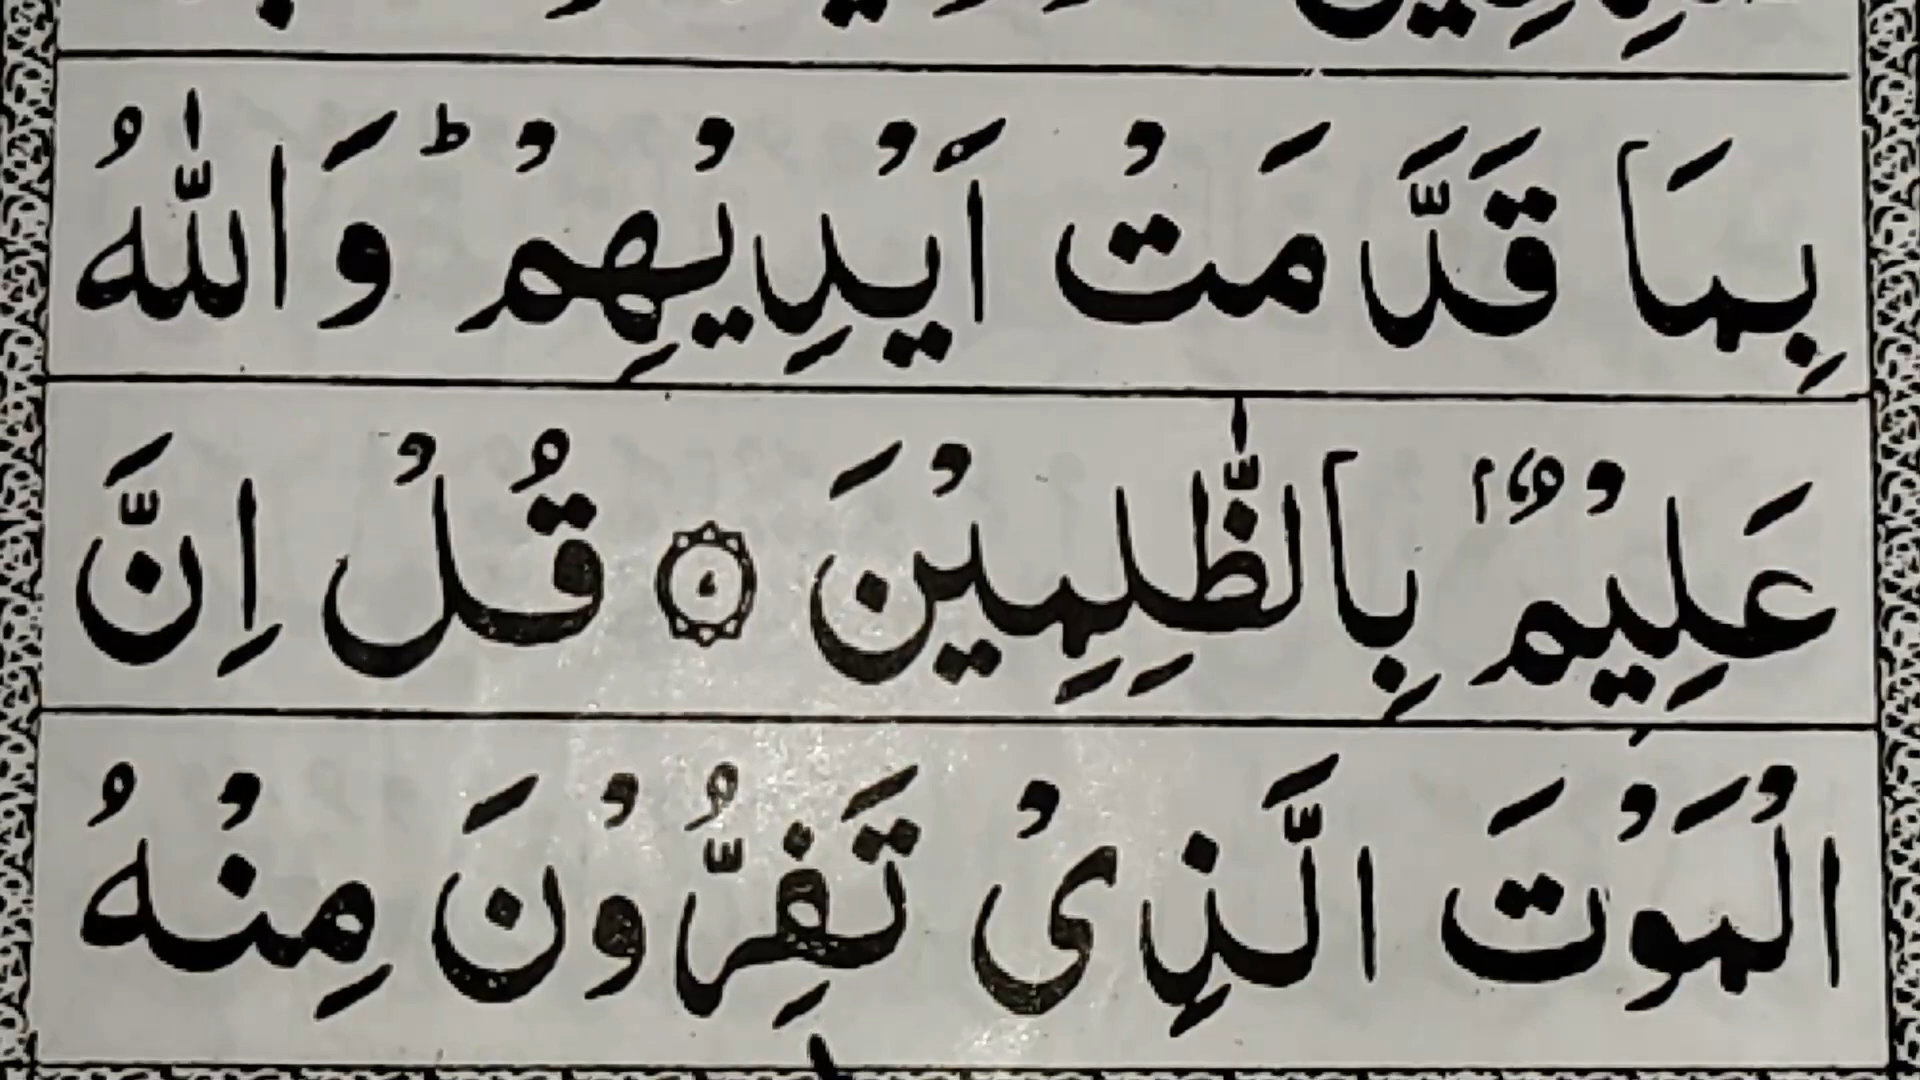 بِمَا قَدَّمَتْ اَيْدِيْهِمْ ؕ وَاللّٰهُ
عَلِيْمٌۢ بِالظّٰلِمِيْنَ ۝ قُلْ اِنَّ
الْمَوْتَ الَّذِىْ تَفِرُّوْنَ مِنْهُ